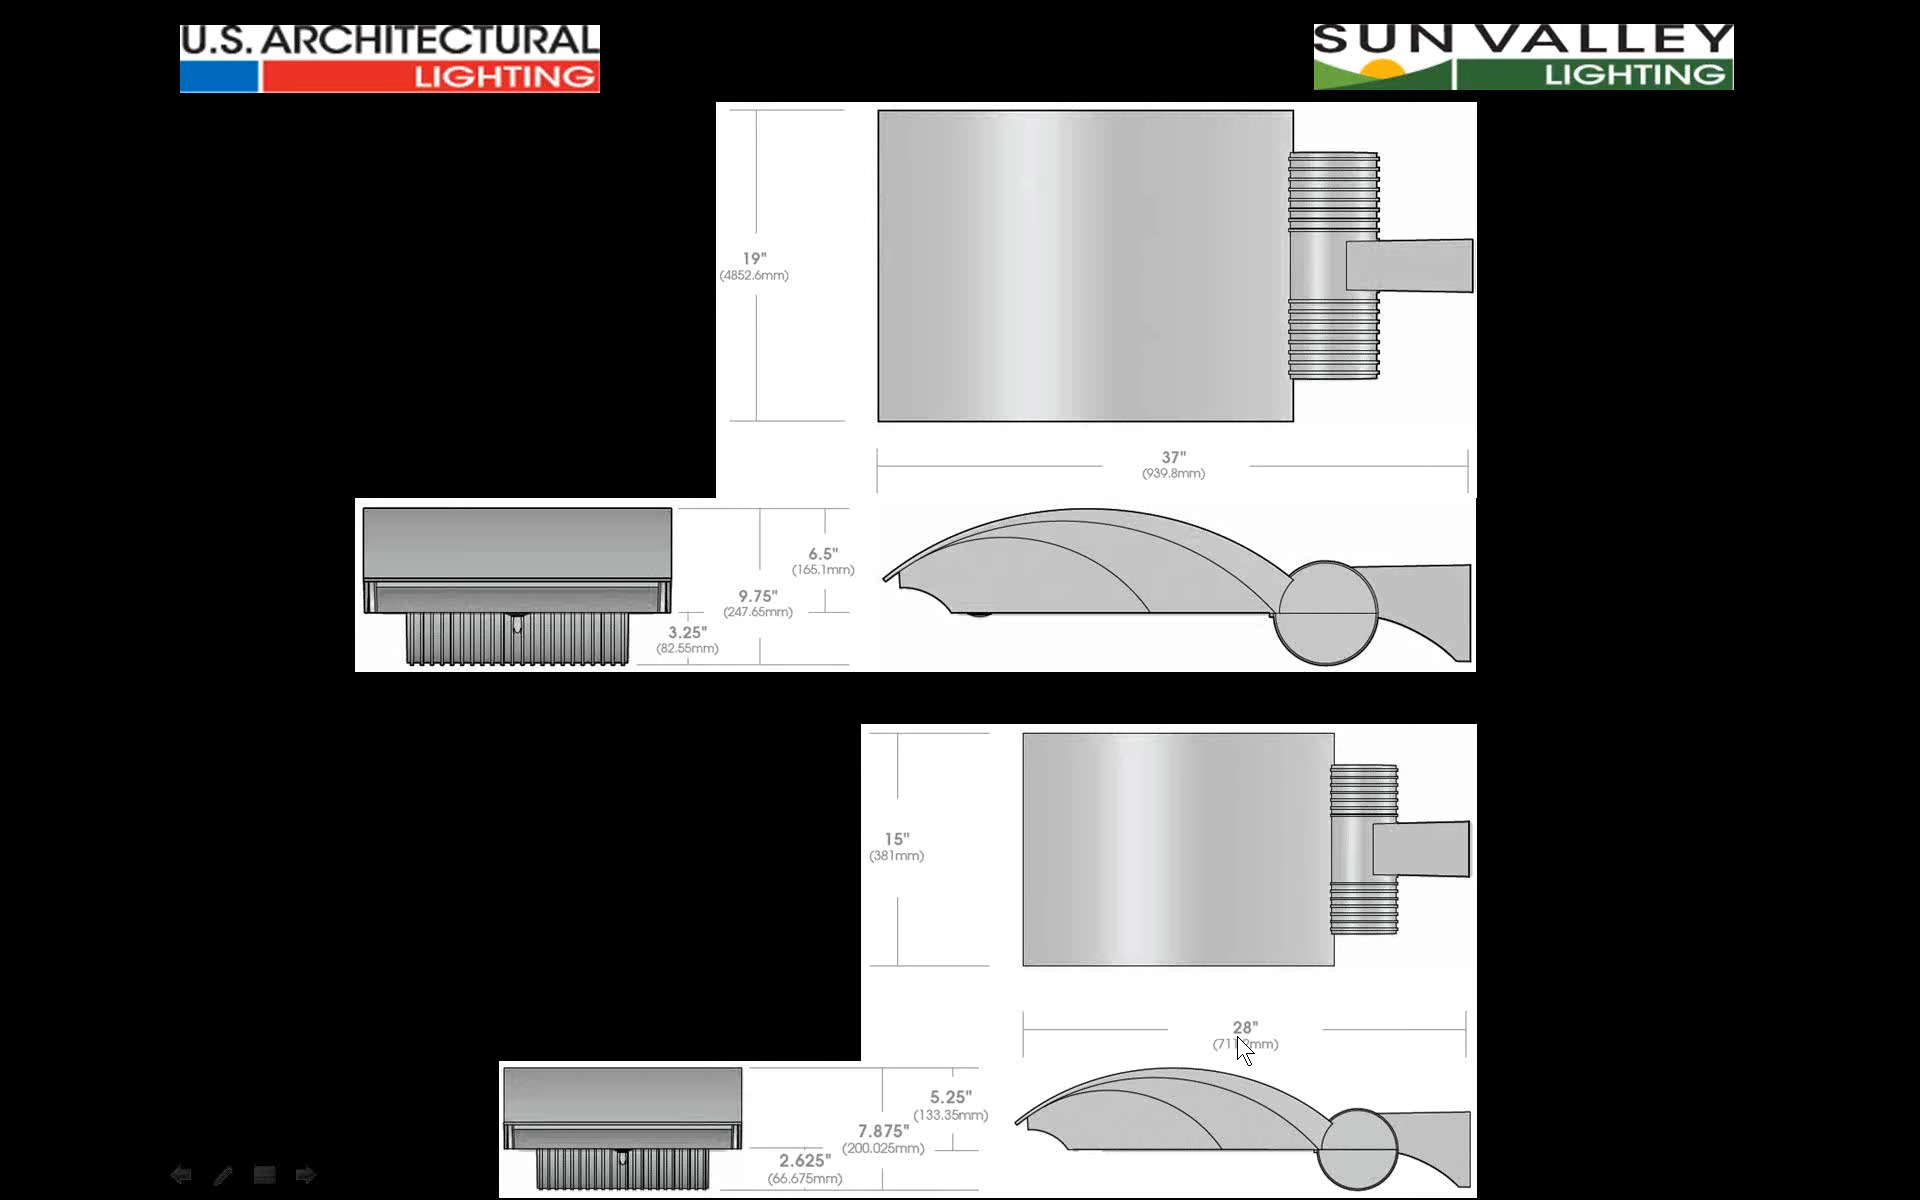 U.S. ARCHITECTURAL
LIGHTING
SUN VALLEY
LIGHTING
19"
(4852.6mm)
37"
(939.8mm)
6.5"
(165.1mm)
9.75"
(247.65mm)
3.25"
(82.55mm)
15"
(381mm)
28"
5.25"
(133.35mm)
7.875"
(200.025mm)
2.625"
(66.675mm)